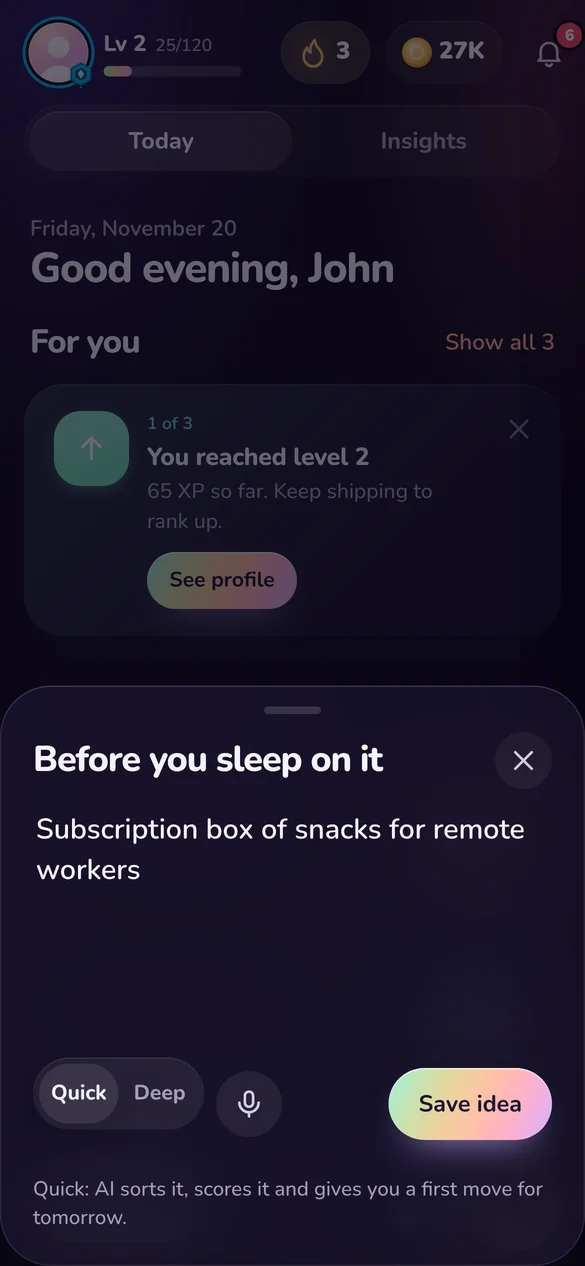 Lv 2 25/120
3
27K
6
Today
Insights
Friday, November 20
Good evening, John
For you
Show all 3
1 of 3
You reached level 2
65 XP so far. Keep shipping to
rank up.
See profile
Before you sleep on it
Subscription box of snacks for remote
workers
Quick
Deep
Save idea
Quick: AI sorts it, scores it and gives you a first move for
tomorrow.